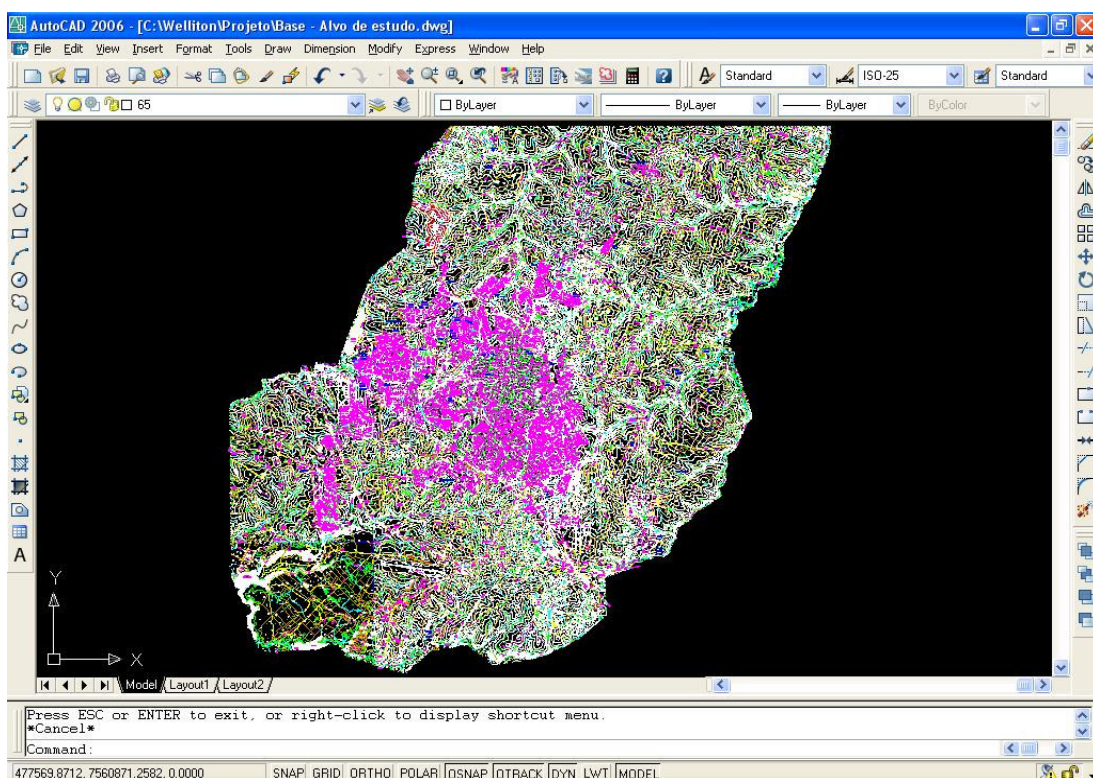 AutoCAD 2006 - [C:\Welliton\Projeto\Base - Alvo de estudo.dwg]
File Edit View Insert Format Tools Draw Dimension Modify Express Window Help
Standard ISO-25 Standard
65 ByLayer ByLayer ByLayer ByColor
A
Y
X
Model Layout1 Layout2
Press ESC or ENTER to exit, or right-click to display shortcut menu.
*Cancel*
Command:
477569.8712, 7560871.2582, 0.0000 SNAP GRID ORTHO POLAR OSNAP OTRACK DYN LWT MODEL